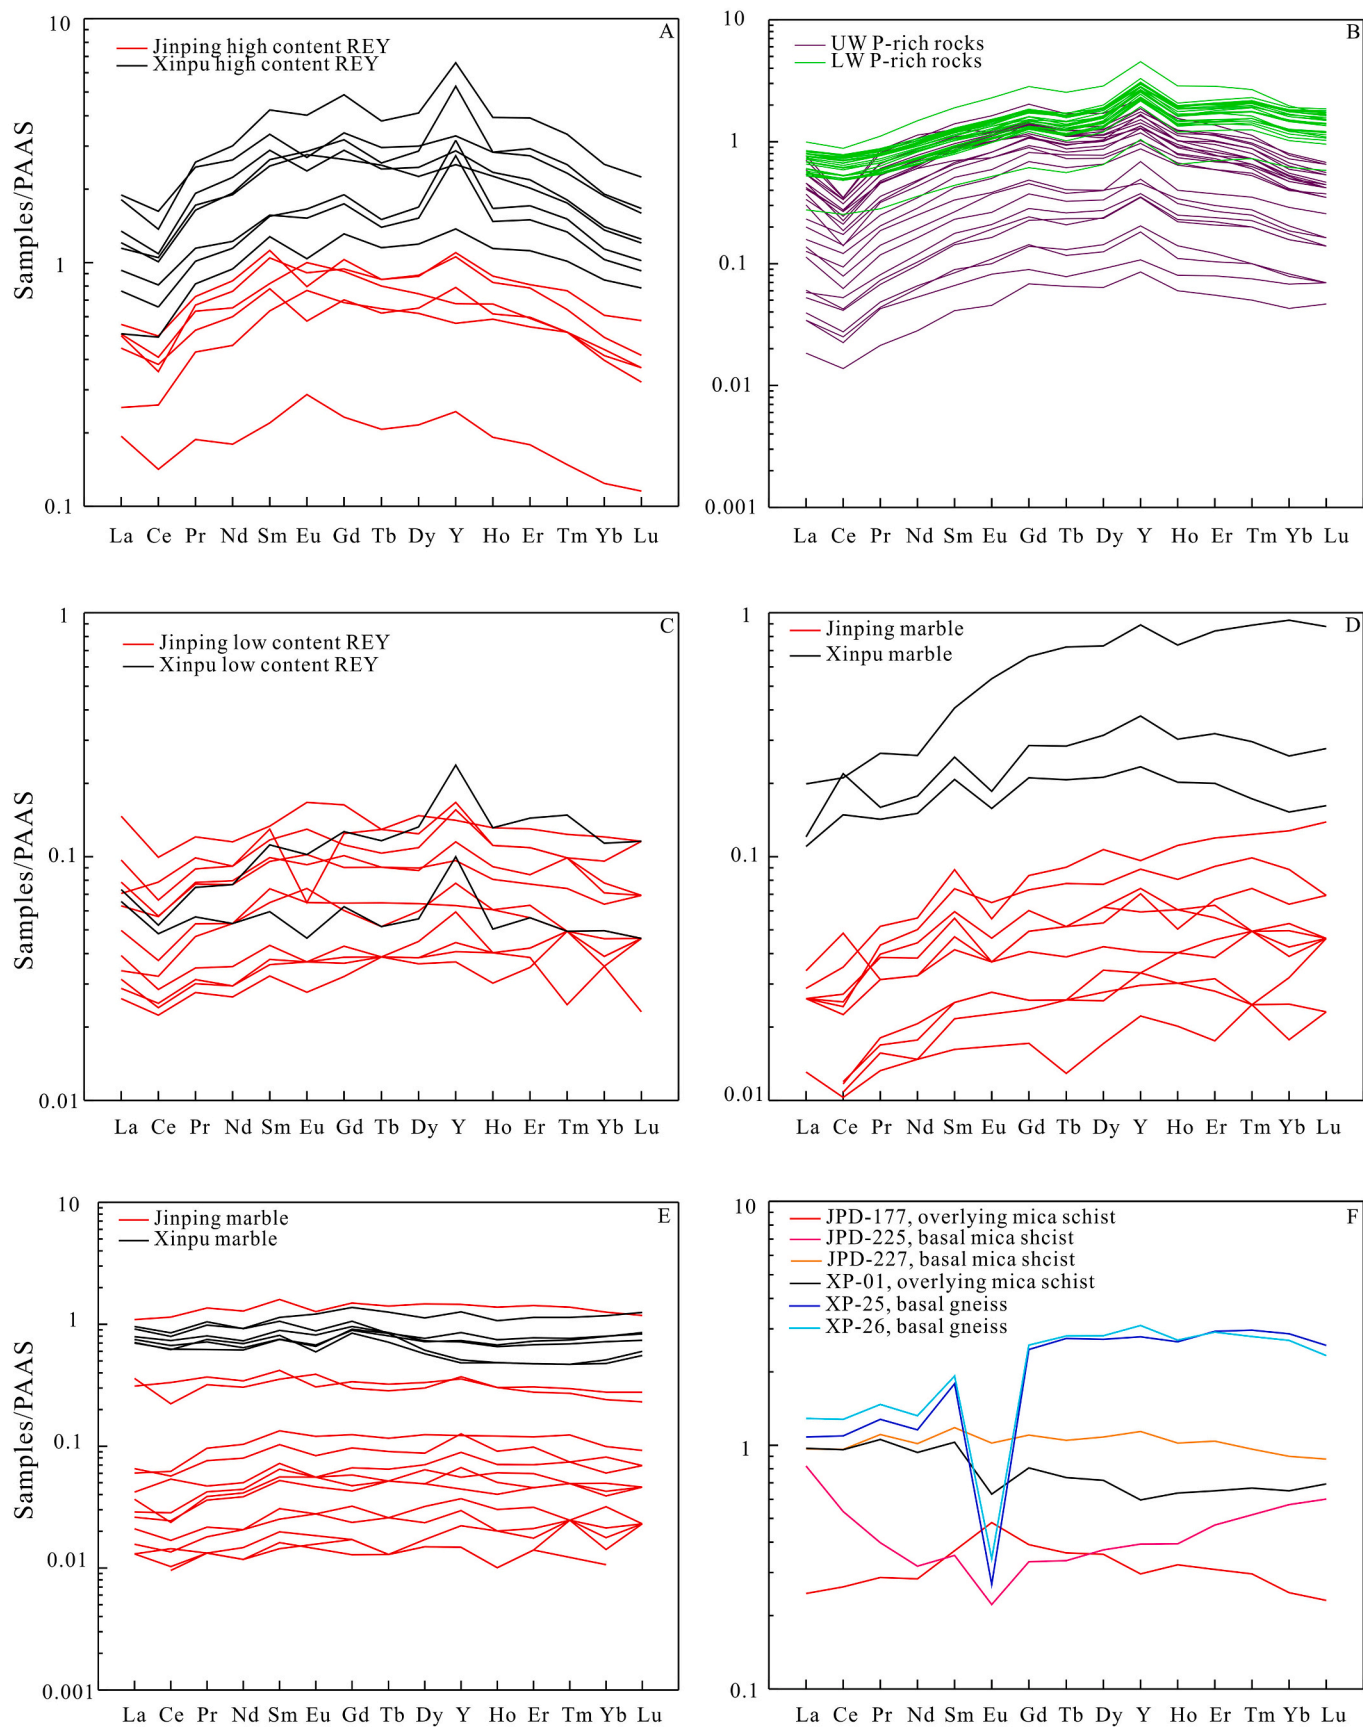 10
A
Jinping high content REY
Xinpu high content REY
Samples/PAAS
1
0.1
La Ce Pr Nd Sm Eu Gd Tb Dy Y Ho Er Tm Yb Lu
10
B
UW P-rich rocks
LW P-rich rocks
1
0.1
0.01
0.001
La Ce Pr Nd Sm Eu Gd Tb Dy Y Ho Er Tm Yb Lu
1
C
Jinping low content REY
Xinpu low content REY
Samples/PAAS
0.1
0.01
La Ce Pr Nd Sm Eu Gd Tb Dy Y Ho Er Tm Yb Lu
1
D
Jinping marble
Xinpu marble
0.1
0.01
La Ce Pr Nd Sm Eu Gd Tb Dy Y Ho Er Tm Yb Lu
10
E
Jinping marble
Xinpu marble
Samples/PAAS
1
0.1
0.01
0.001
La Ce Pr Nd Sm Eu Gd Tb Dy Y Ho Er Tm Yb Lu
10
F
JPD-177, overlying mica schist
JPD-225, basal mica shcist
JPD-227, basal mica shcist
XP-01, overlying mica schist
XP-25, basal gneiss
XP-26, basal gneiss
1
0.1
La Ce Pr Nd Sm Eu Gd Tb Dy Y Ho Er Tm Yb Lu